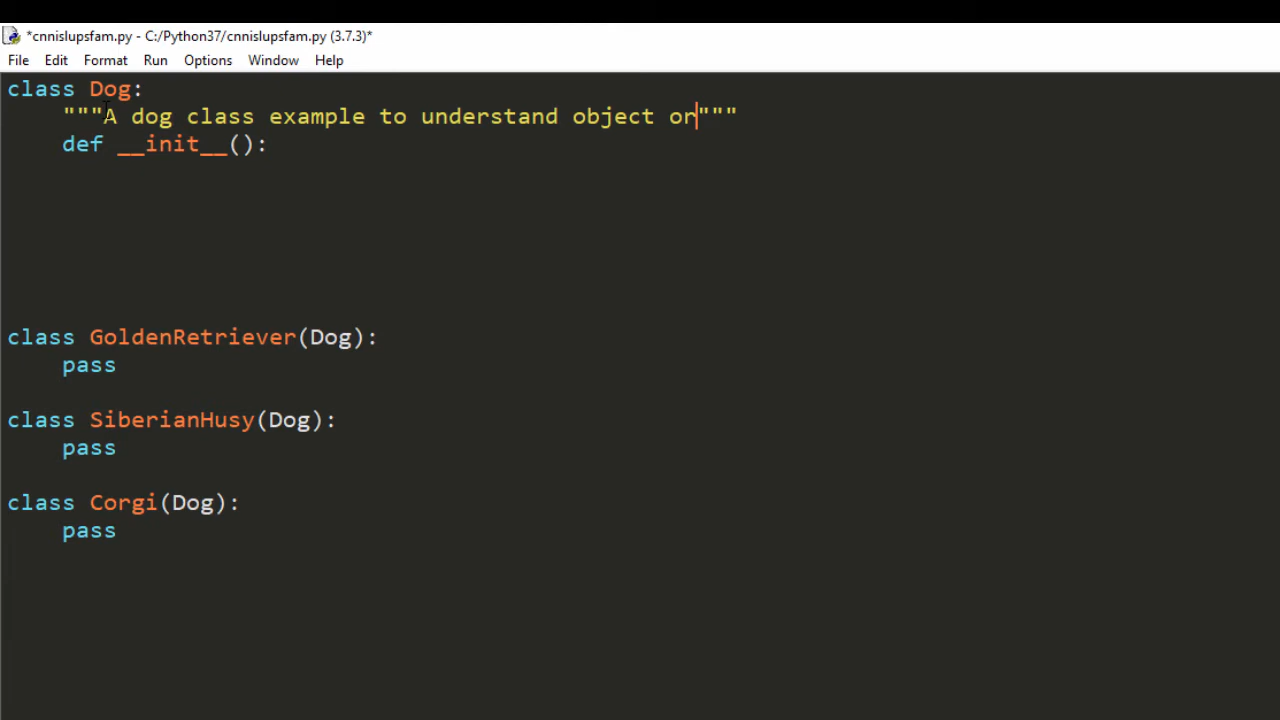 *cnnislupsfam.py - C:/Python37/cnnislupsfam.py (3.7.3)*
File Edit Format Run Options Window Help
class Dog:
    """A dog class example to understand object or"""
    def __init__():
class GoldenRetriever(Dog):
    pass
class SiberianHusy(Dog):
    pass
class Corgi(Dog):
    pass